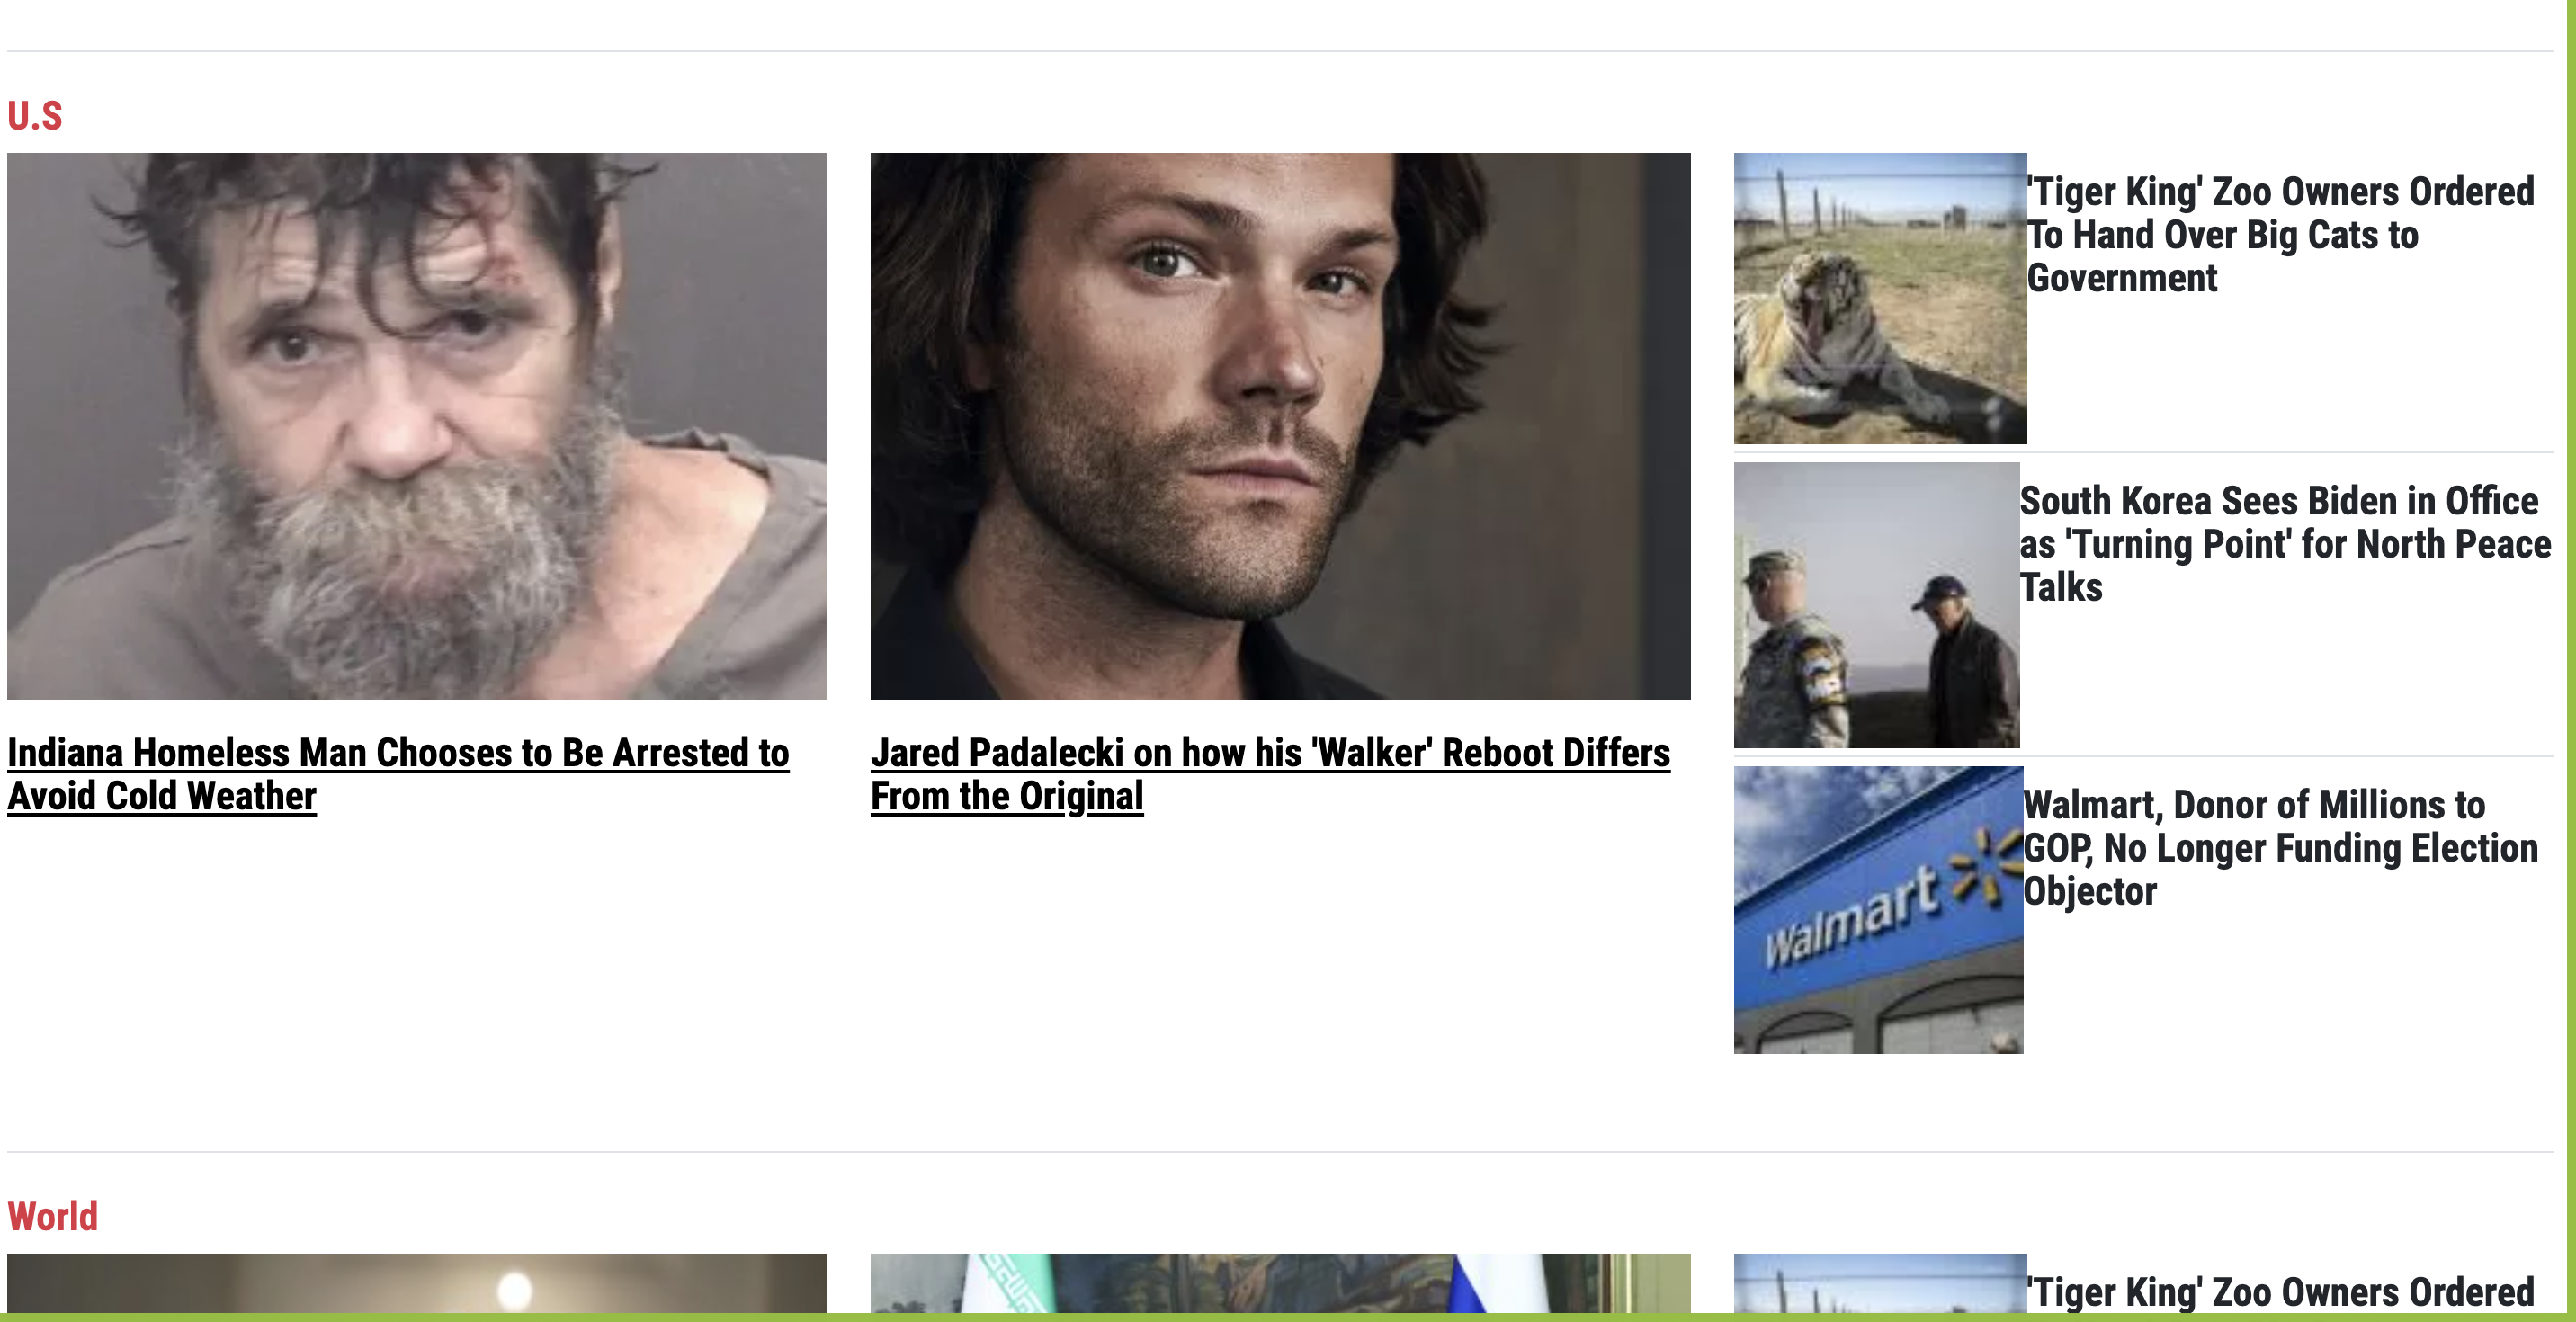 U.S
Indiana Homeless Man Chooses to Be Arrested to
Avoid Cold Weather
Jared Padalecki on how his 'Walker' Reboot Differs
From the Original
'Tiger King' Zoo Owners Ordered
To Hand Over Big Cats to
Government
South Korea Sees Biden in Office
as 'Turning Point' for North Peace
Talks
Walmart
Walmart, Donor of Millions to
GOP, No Longer Funding Election
Objector
World
'Tiger King' Zoo Owners Ordered